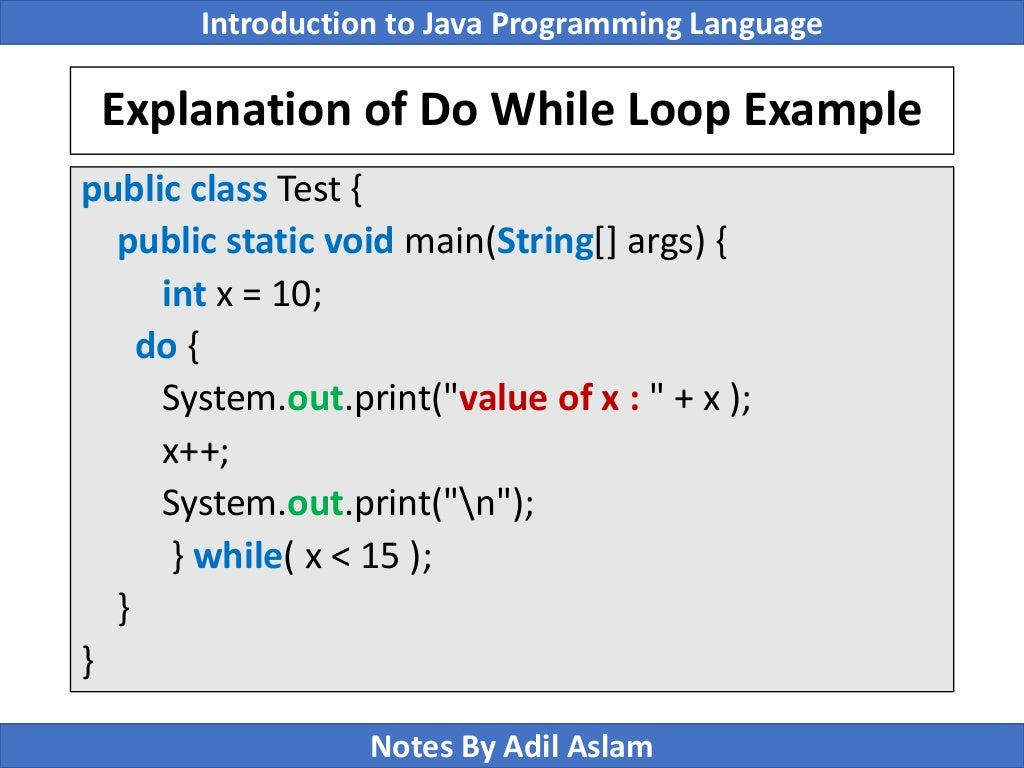 Introduction to Java Programming Language
Explanation of Do While Loop Example
public class Test {
public static void main(String[] args) {
int x = 10;
do {
System.out.print("value of x : " + x );
x++;
System.out.print("\n");
} while( x < 15 );
}
}
Notes By Adil Aslam